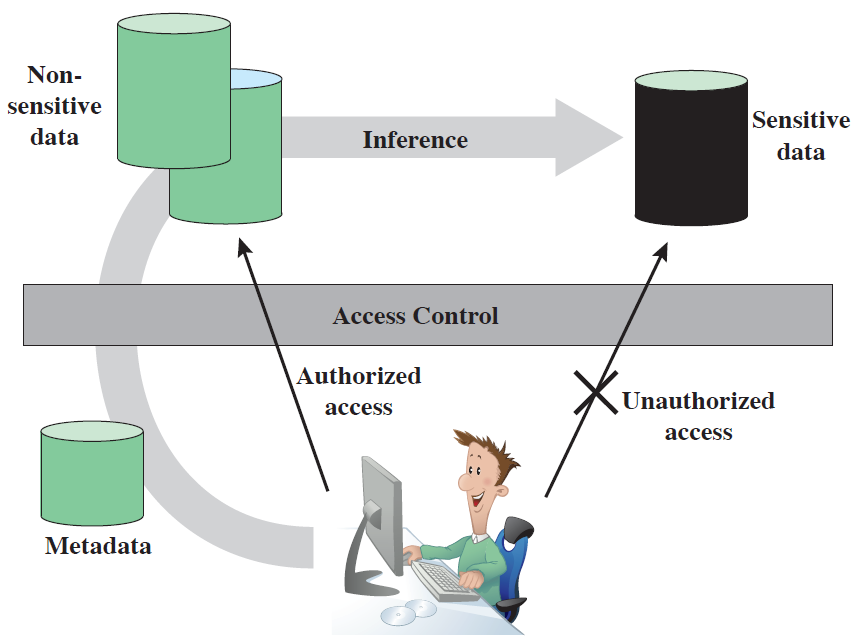 Non-
sensitive
data
Inference
Sensitive
data
Access Control
Authorized
access
Unauthorized
access
Metadata